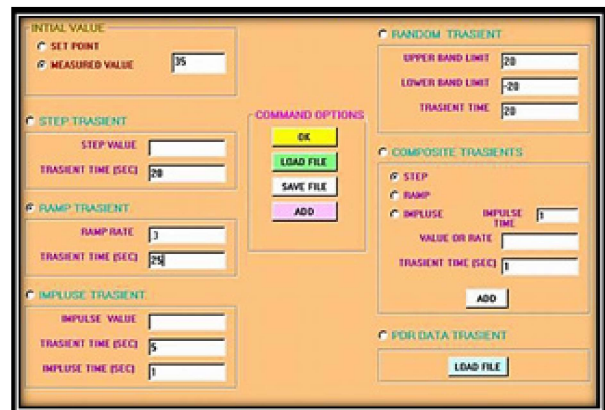 INTIAL VALUE
SET POINT
MEASURED VALUE 35
STEP TRASIENT
STEP VALUE
TRASIENT TIME (SEC) 20
RAMP TRASIENT
RAMP RATE 3
TRASIENT TIME (SEC) 25
IMPLUSE TRASIENT
IMPULSE VALUE
TRASIENT TIME (SEC) 5
IMPLUSE TIME (SEC) 1
COMMAND OPTIONS
OK
LOAD FILE
SAVE FILE
ADD
RANDOM TRASIENT
UPPER BAND LIMIT 20
LOWER BAND LIMIT -20
TRASIENT TIME 20
COMPOSITE TRASIENTS
STEP
RAMP
IMPLUSE IMPULSE TIME 1
VALUE OR RATE
TRASIENT TIME (SEC) 1
ADD
PDR DATA TRASIENT
LOAD FILE